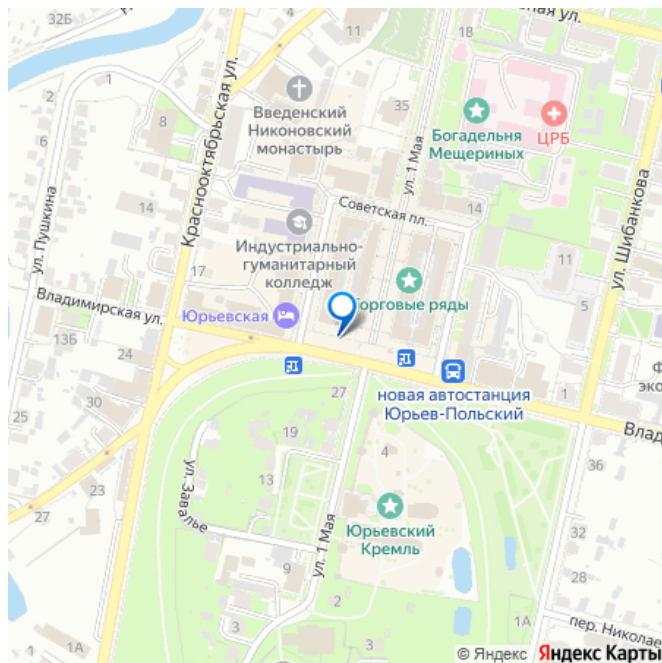 32Б
11
18
ная ул.
2
1
Краснооктябрьская ул.
Введенский
Никоновский
монастырь
35
Богадельня
Мещериных
ЦРБ
8
6
ул. Пушкина
ул. 1 Мая
14
Советская пл.
14
ул. Шибанкова
Индустриально-
гуманитарный
колледж
17
11
5
Владимирская ул.
Юрьевская
Торговые ряды
13Б
24
новая автостанция
Юрьев-Польский
1
Ф
эко
30
27
25
19
4
Влад
13
ул. Завалье
36
23
27
Юрьевский
Кремль
ул. 1 Мая
32
28
9
2
3
3
1А
1
1А
пер. Николае
© Яндекс Яндекс Карты